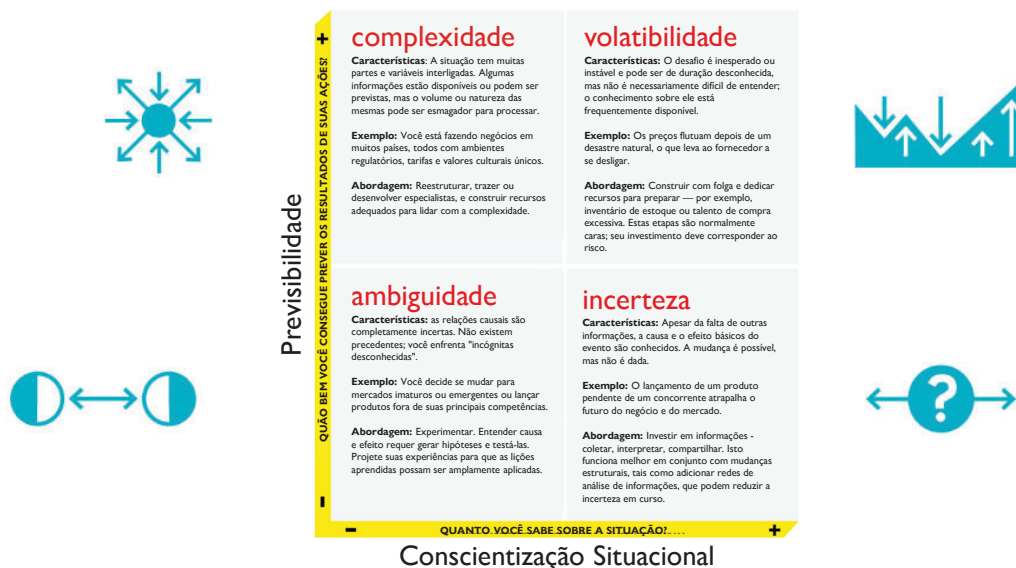 complexidade
Características: A situação tem muitas
partes e variáveis interligadas. Algumas
informações estão disponíveis ou podem ser
previstas, mas o volume ou natureza das
mesmas pode ser esmagador para processar.
Exemplo: Você está fazendo negócios em
muitos países, todos com ambientes
regulatórios, tarifas e valores culturais únicos.
Abordagem: Reestruturar, trazer ou
desenvolver especialistas, e construir recursos
adequados para lidar com a complexidade.
volatibilidade
Características: O desafio é inesperado ou
instável e pode ser de duração desconhecida,
mas não é necessariamente difícil de entender;
o conhecimento sobre ele está
frequentemente disponível.
Exemplo: Os preços flutuam depois de um
desastre natural, o que leva ao fornecedor a
se desligar.
Abordagem: Construir com folga e dedicar
recursos para preparar — por exemplo,
inventário de estoque ou talento de compra
excessiva. Estas etapas são normalmente
caras; seu investimento deve corresponder ao
risco.
ambiguidade
Características: as relações causais são
completamente incertas. Não existem
precedentes; você enfrenta "incógnitas
desconhecidas".
Exemplo: Você decide se mudar para
mercados imaturos ou emergentes ou lançar
produtos fora de suas principais competências.
Abordagem: Experimentar. Entender causa
e efeito requer gerar hipóteses e testá-las.
Projete suas experiências para que as lições
aprendidas possam ser amplamente aplicadas.
incerteza
Características: Apesar da falta de outras
informações, a causa e o efeito básicos do
evento são conhecidos. A mudança é possível,
mas não é dada.
Exemplo: O lançamento de um produto
pendente de um concorrente atrapalha o
futuro do negócio e do mercado.
Abordagem: Investir em informações -
coletar, interpretar, compartilhar. Isto
funciona melhor em conjunto com mudanças
estruturais, tais como adicionar redes de
análise de informações, que podem reduzir a
incerteza em curso.
Previsibilidade
+
QUÃO BEM VOCÊ CONSEGUE PREVER OS RESULTADOS DE SUAS AÇÕES?
-
- QUANTO VOCÊ SABE SOBRE A SITUAÇÃO?.... +
Conscientização Situacional
?